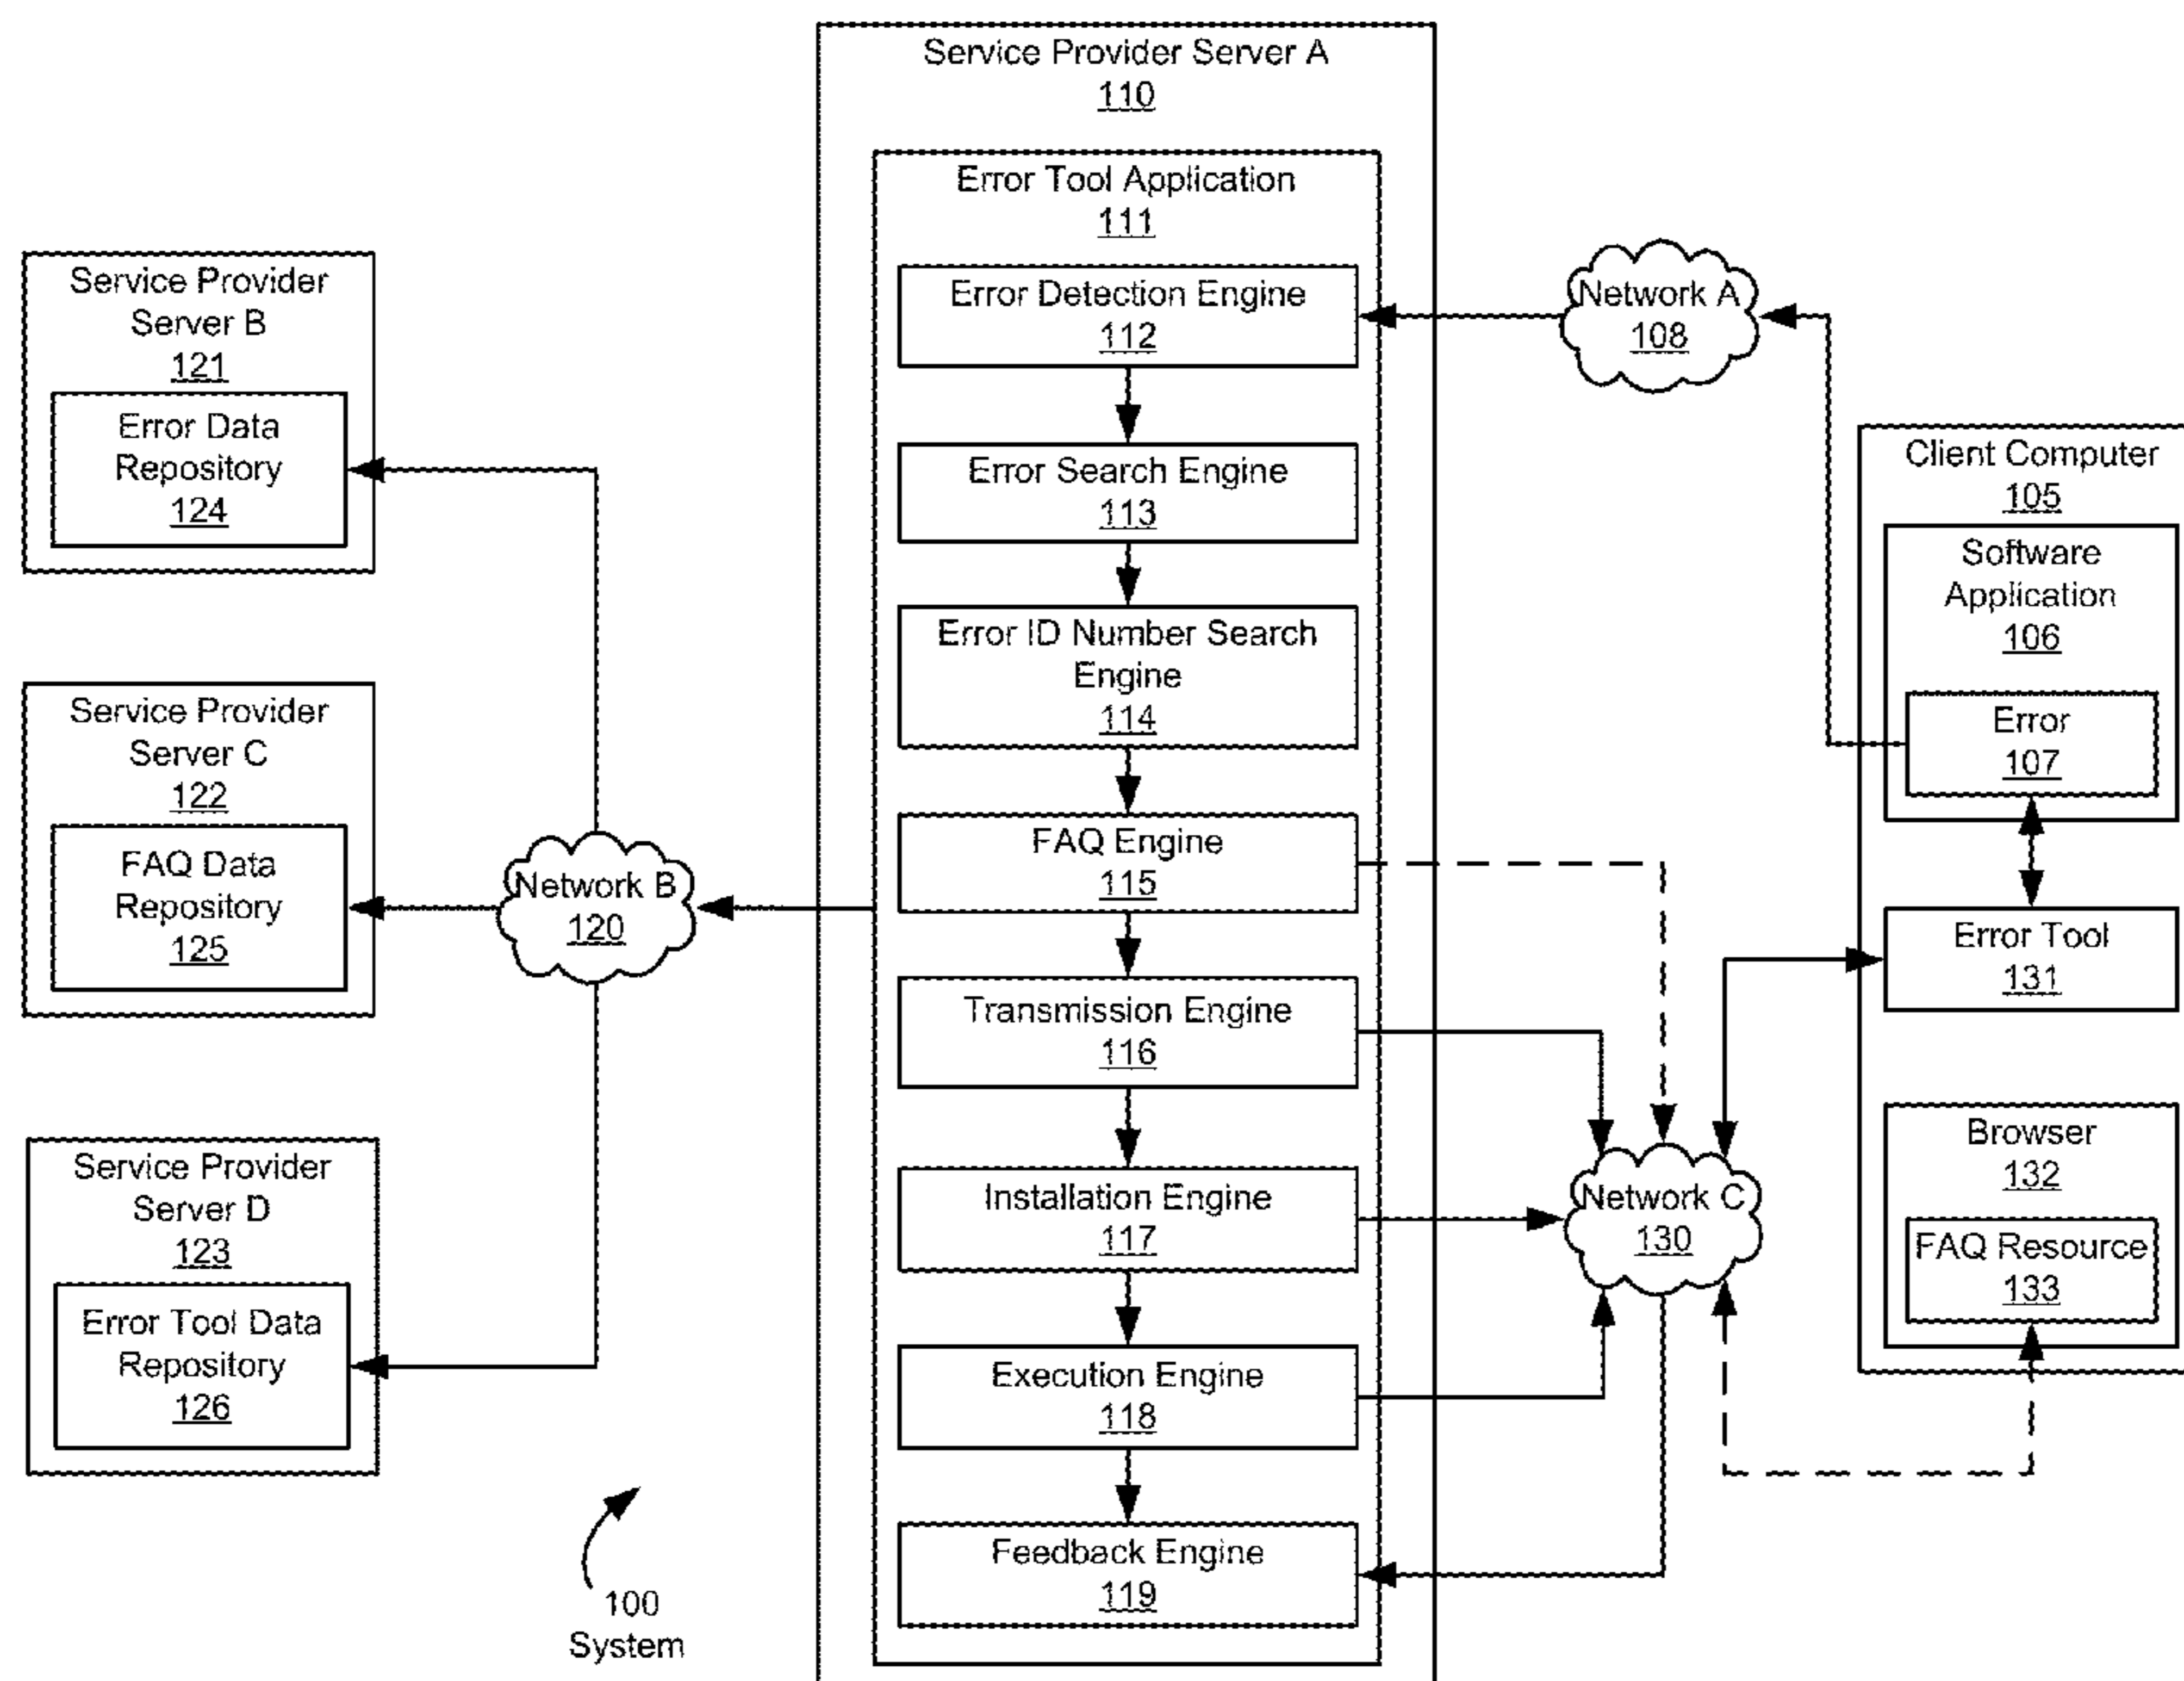 Service Provider Server A
110
Error Tool Application
111
Error Detection Engine
112
Error Search Engine
113
Error ID Number Search
Engine
114
FAQ Engine
115
Transmission Engine
116
Installation Engine
117
Execution Engine
118
Feedback Engine
119
Service Provider
Server B
121
Error Data
Repository
124
Service Provider
Server C
122
FAQ Data
Repository
125
Service Provider
Server D
123
Error Tool Data
Repository
126
Network B
120
100
System
Network A
108
Client Computer
105
Software
Application
106
Error
107
Error Tool
131
Browser
132
FAQ Resource
133
Network C
130